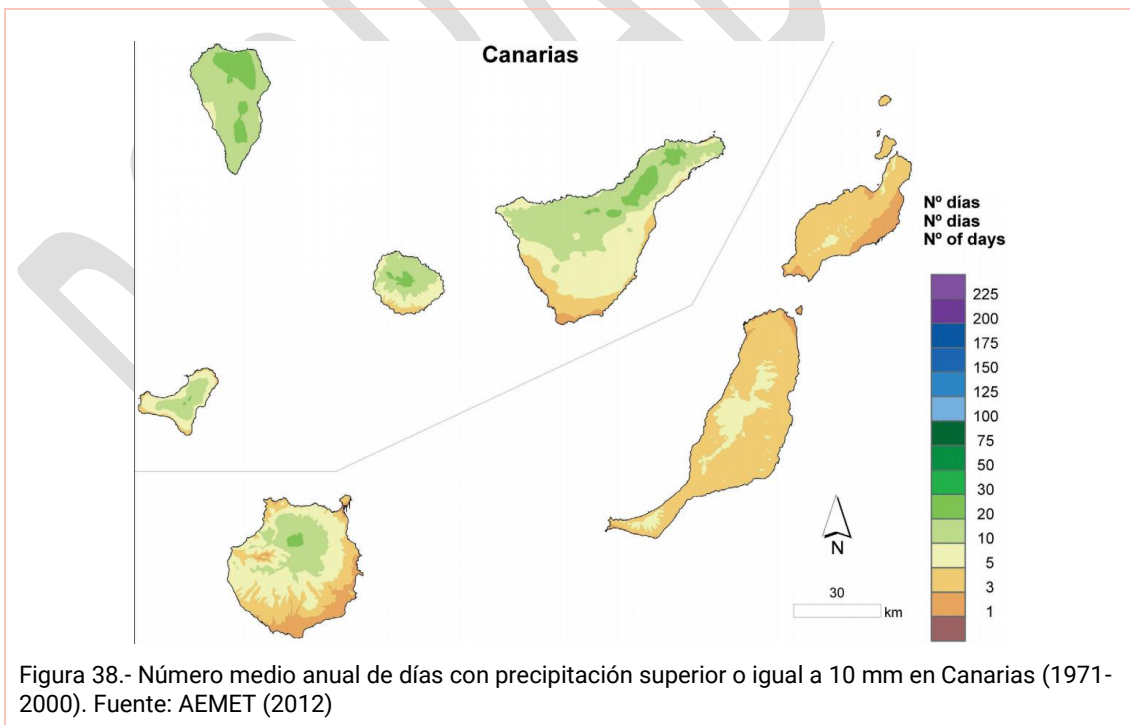 Canarias
Nº días
Nº dias
Nº of days
225
200
175
150
125
100
75
50
30
20
10
5
3
1
N
30
km
Figura 38.- Número medio anual de días con precipitación superior o igual a 10 mm en Canarias (1971-
2000). Fuente: AEMET (2012)